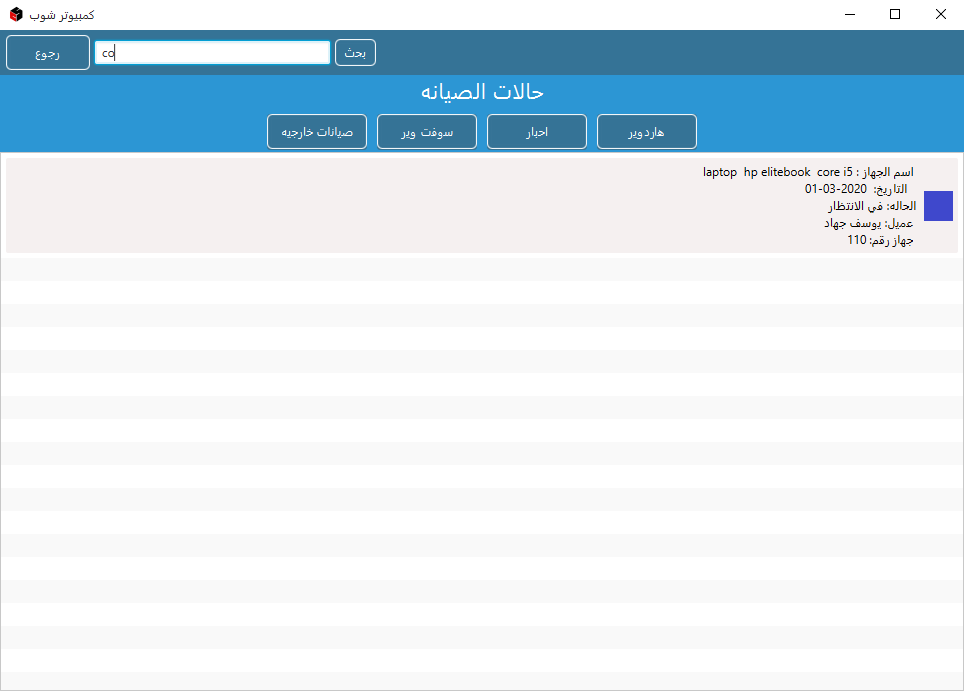 كمبيوتر شوب
رجوع
co
بحث
حالات الصيانه
هاردوير
احبار
سوفت وير
صيانات خارجيه
اسم الجهاز : laptop hp elitebook core i5
التاريخ: 2020-03-01
الحاله: في الانتظار
عميل: يوسف جهاد
جهاز رقم: 110